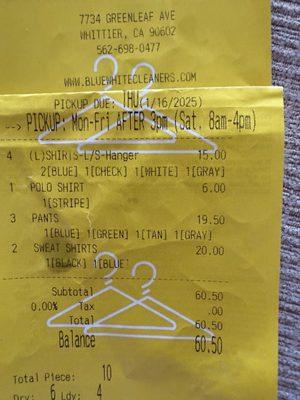 7734 GREENLEAF AVE
WHITTIER, CA 90602
562-698-0477
WWW.BLUEWHITECLEANERS.COM
PICKUP DUE: THU(1/16/2025)
--> PICKUP: Mon-Fri AFTER 3pm (Sat. 8am-4pm)
4 (L)SHIRTS-L/S-Hanger 15.00
2[BLUE] 1[CHECK] 1[WHITE] 1[GRAY]
1 POLO SHIRT 6.00
1[STRIPE]
3 PANTS 19.50
1[BLUE] 1[GREEN] 1[TAN] 1[GRAY]
2 SWEAT SHIRTS 20.00
1[BLACK] 1[BLUE]
Subtotal 60.50
0.00% Tax .00
Total 60.50
Balance 60.50
Total Piece: 10
Dry: 6 Ldy: 4